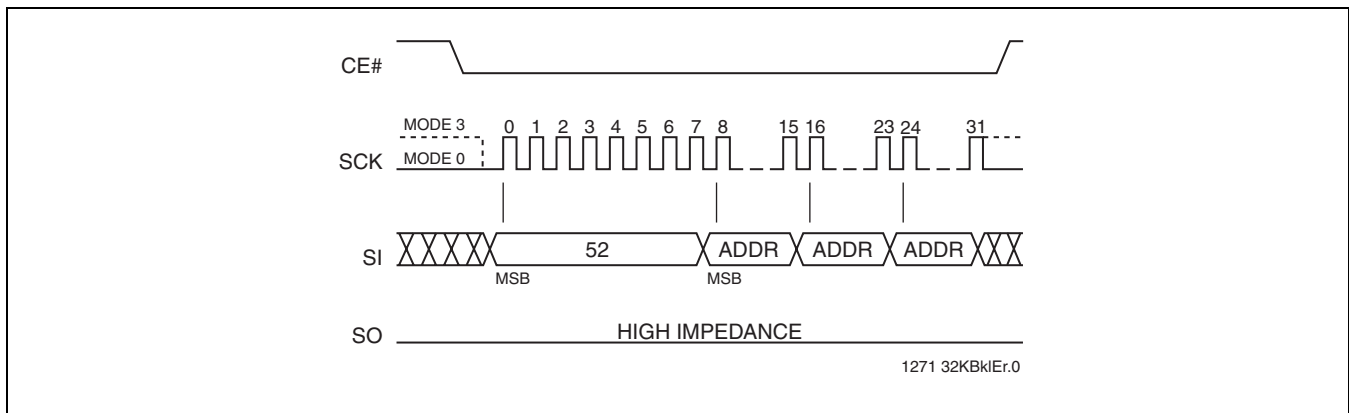 CE#
MODE 3
0 1 2 3 4 5 6 7 8 15 16 23 24 31
SCK
MODE 0
SI
52
ADDR
ADDR
ADDR
MSB
MSB
SO
HIGH IMPEDANCE
1271 32KBklEr.0